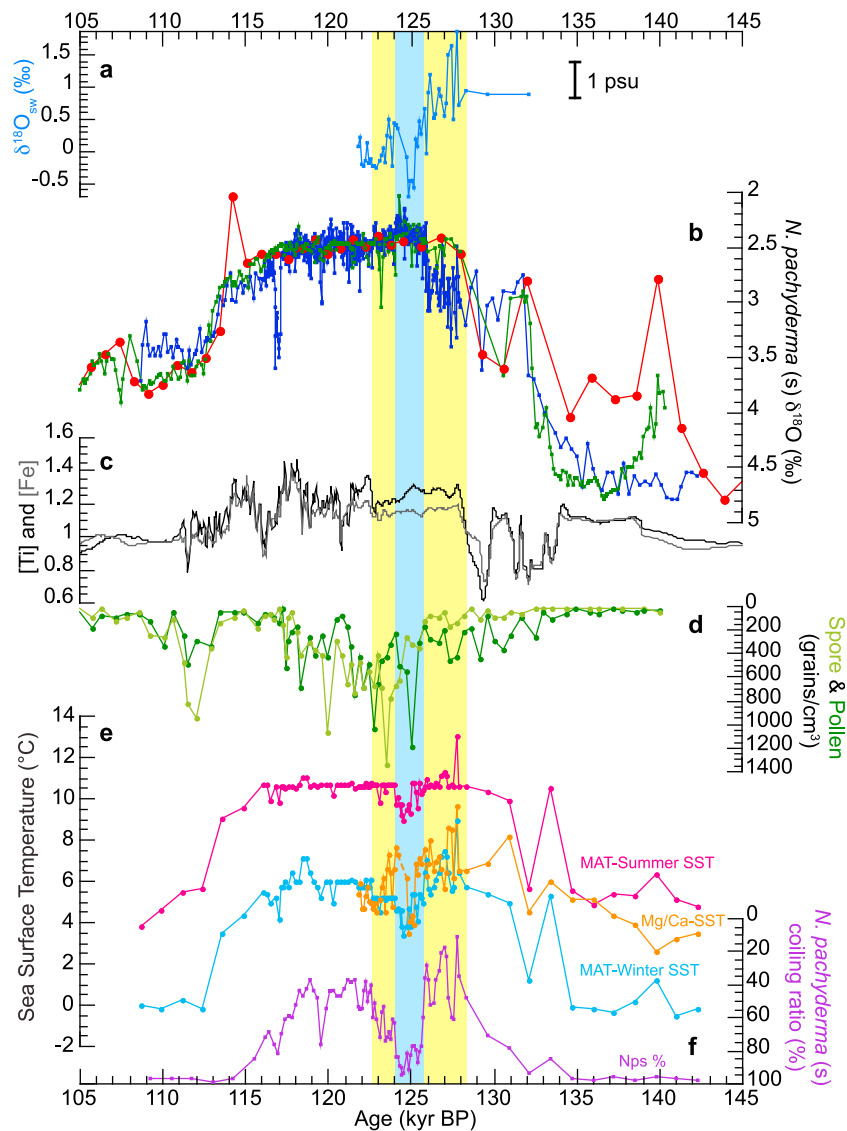 105 110 115 120 125 130 135 140 145
a
δ18Osw (‰)
1.5
1
0.5
0
-0.5
1 psu
b
2
2.5
3
3.5
4
4.5
5
N. pachyderma (s) δ18O (‰)
c
[Ti] and [Fe]
1.6
1.4
1.2
1
0.8
0.6
d
0
200
400
600
800
1000
1200
1400
Spore & Pollen
(grains/cm3)
e
Sea Surface Temperature (°C)
14
12
10
8
6
4
2
0
-2
MAT-Summer SST
Mg/Ca-SST
MAT-Winter SST
0
20
40
60
80
100
N. pachyderma (s)
coiling ratio (%)
Nps %
f
105 110 115 120 125 130 135 140 145
Age (kyr BP)